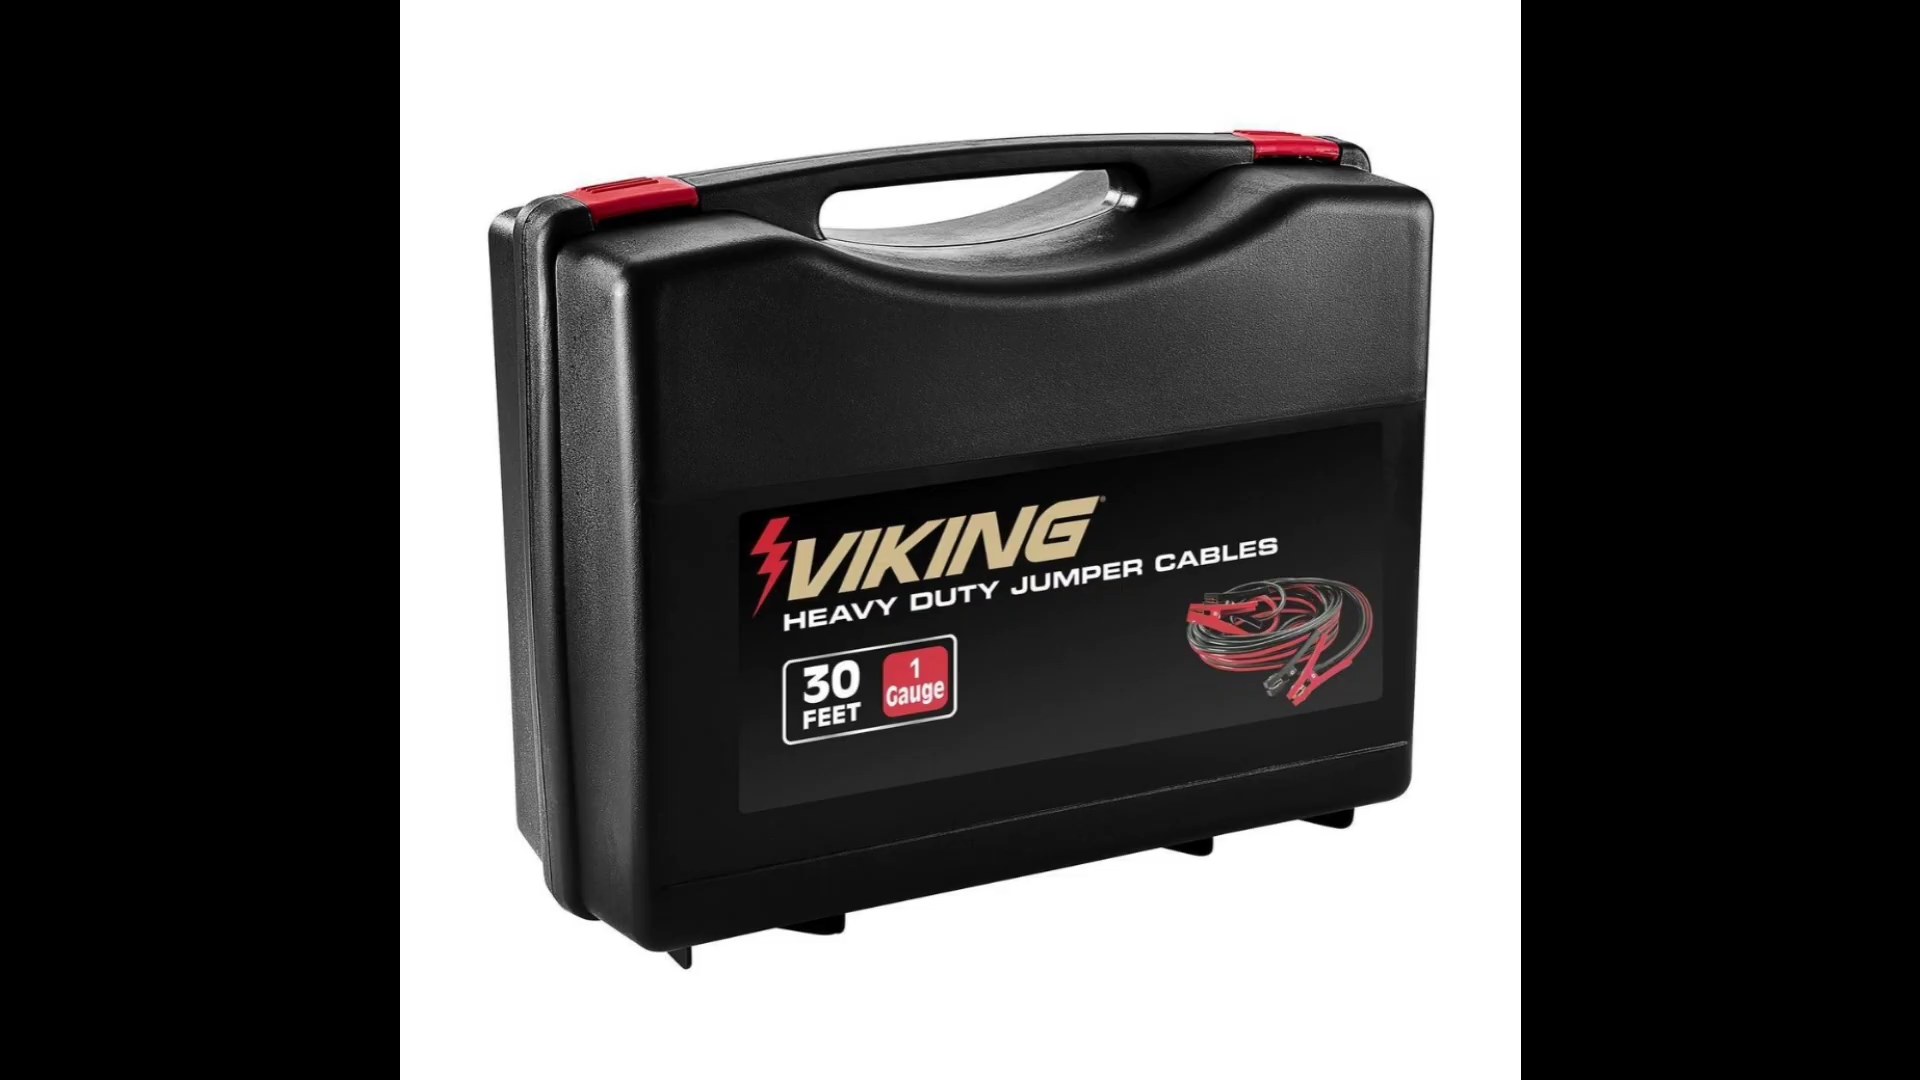 VIKING
HEAVY DUTY JUMPER CABLES
30
FEET
1
Gauge